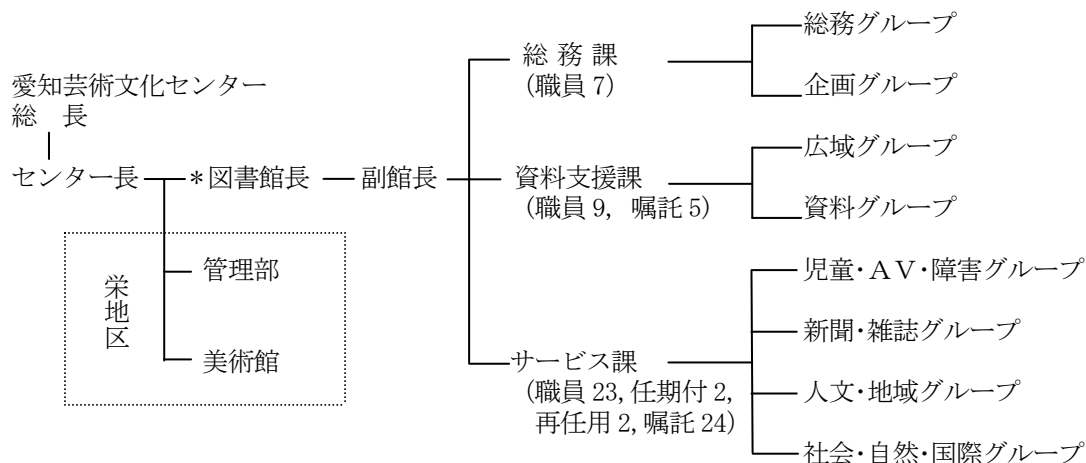 愛知芸術文化センター
総　長
センター長
＊図書館長
副館長
総 務 課
（職員 7）
総務グループ
企画グループ
資料支援課
（職員 9， 嘱託 5）
広域グループ
資料グループ
サービス課
（職員 23, 任期付 2,
再任用 2, 嘱託 24）
児童・ＡＶ・障害グループ
新聞・雑誌グループ
人文・地域グループ
社会・自然・国際グループ
栄地区
管理部
美術館